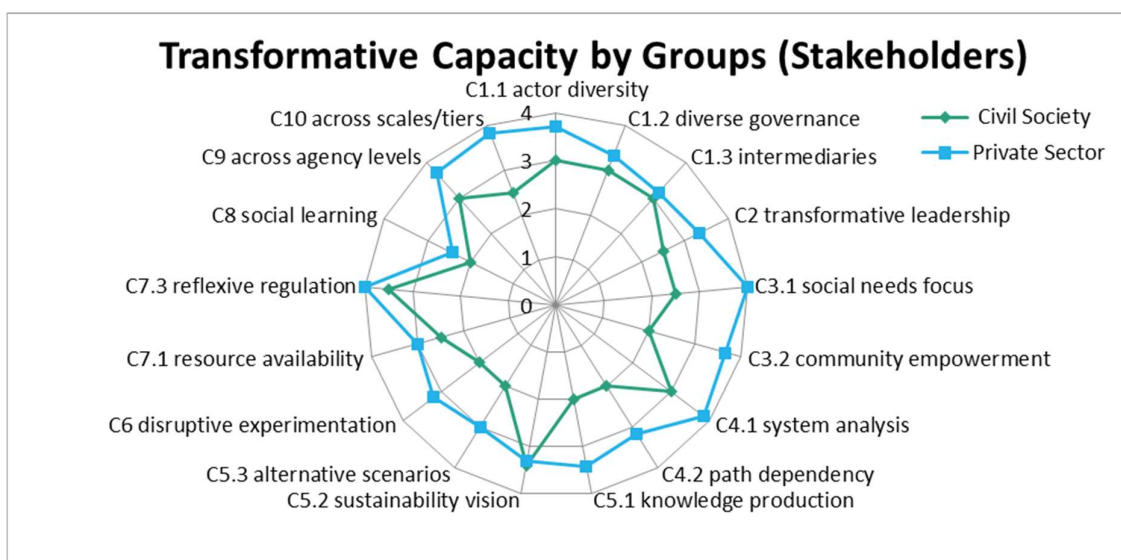 Transformative Capacity by Groups (Stakeholders)
C1.1 actor diversity
C1.2 diverse governance
C1.3 intermediaries
C2 transformative leadership
C3.1 social needs focus
C3.2 community empowerment
C4.1 system analysis
C4.2 path dependency
C5.1 knowledge production
C5.2 sustainability vision
C5.3 alternative scenarios
C6 disruptive experimentation
C7.1 resource availability
C7.3 reflexive regulation
C8 social learning
C9 across agency levels
C10 across scales/tiers
4
3
2
1
0
Civil Society
Private Sector